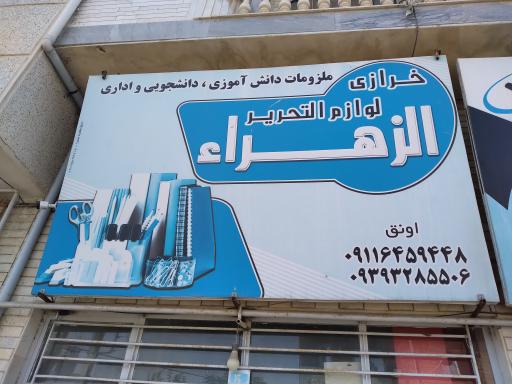 خرازی
ملزومات دانش آموزی ، دانشجویی و اداری
لوازم التحریر
الزهراء
اونق
۰۹۱۱۶۴۵۹۴۴۸
۰۹۳۹۳۲۸۵۵۰۶